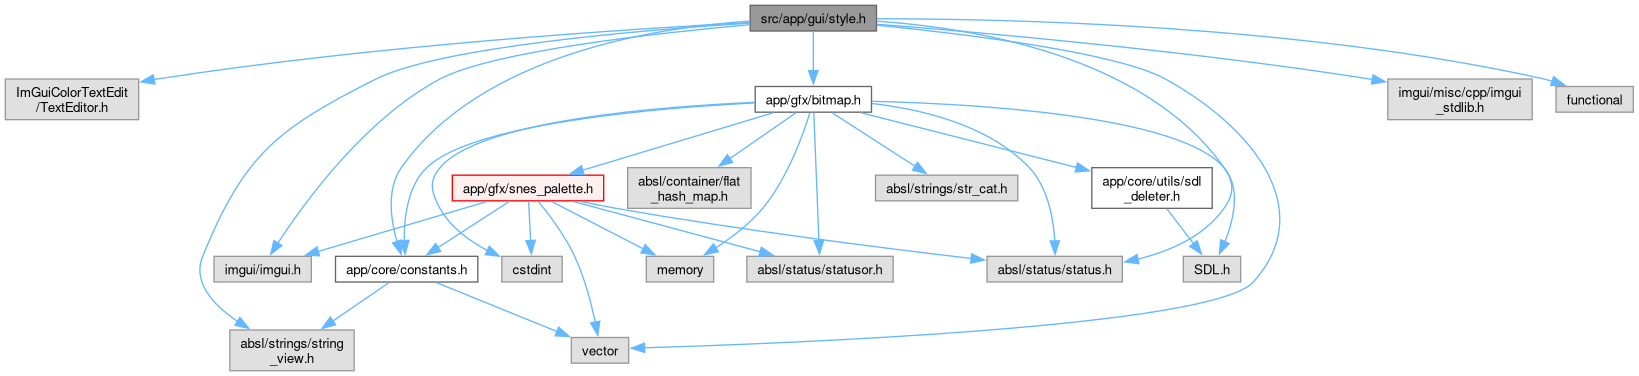 src/app/gui/style.h
ImGuiColorTextEdit
/TextEditor.h
app/gfx/bitmap.h
imgui/misc/cpp/imgui
_stdlib.h
functional
app/gfx/snes_palette.h
absl/container/flat
_hash_map.h
absl/strings/str_cat.h
app/core/utils/sdl
_deleter.h
imgui/imgui.h
app/core/constants.h
cstdint
memory
absl/status/statusor.h
absl/status/status.h
SDL.h
absl/strings/string
_view.h
vector